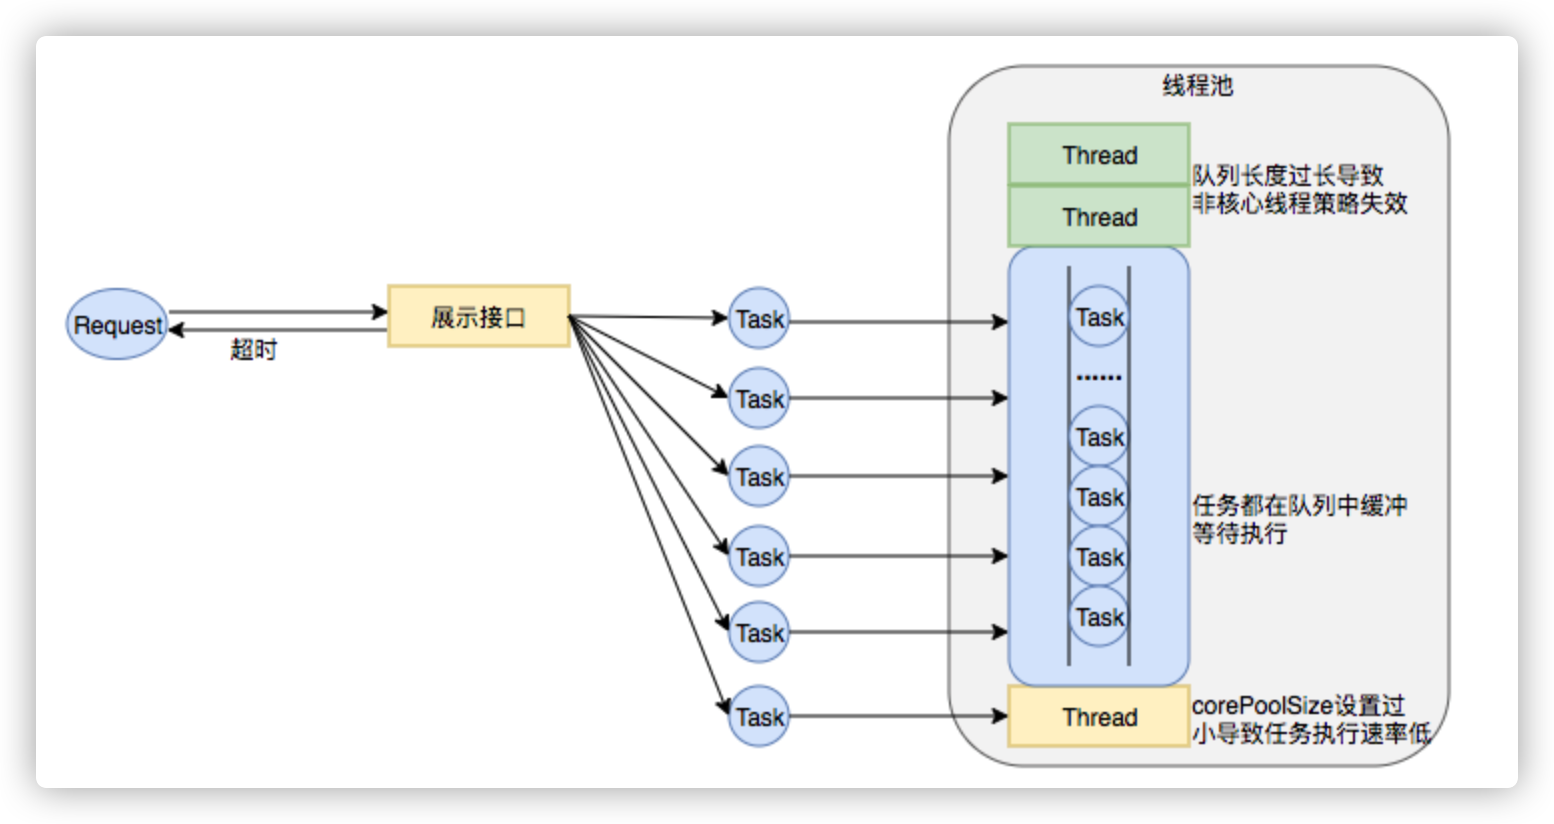 线程池
Thread
队列长度过长导致
非核心线程策略失效
Thread
Request
展示接口
超时
Task
Task
Task
Task
Task
Task
Task
......
Task
Task
Task
Task
任务都在队列中缓冲
等待执行
Thread
corePoolSize设置过
小导致任务执行速率低